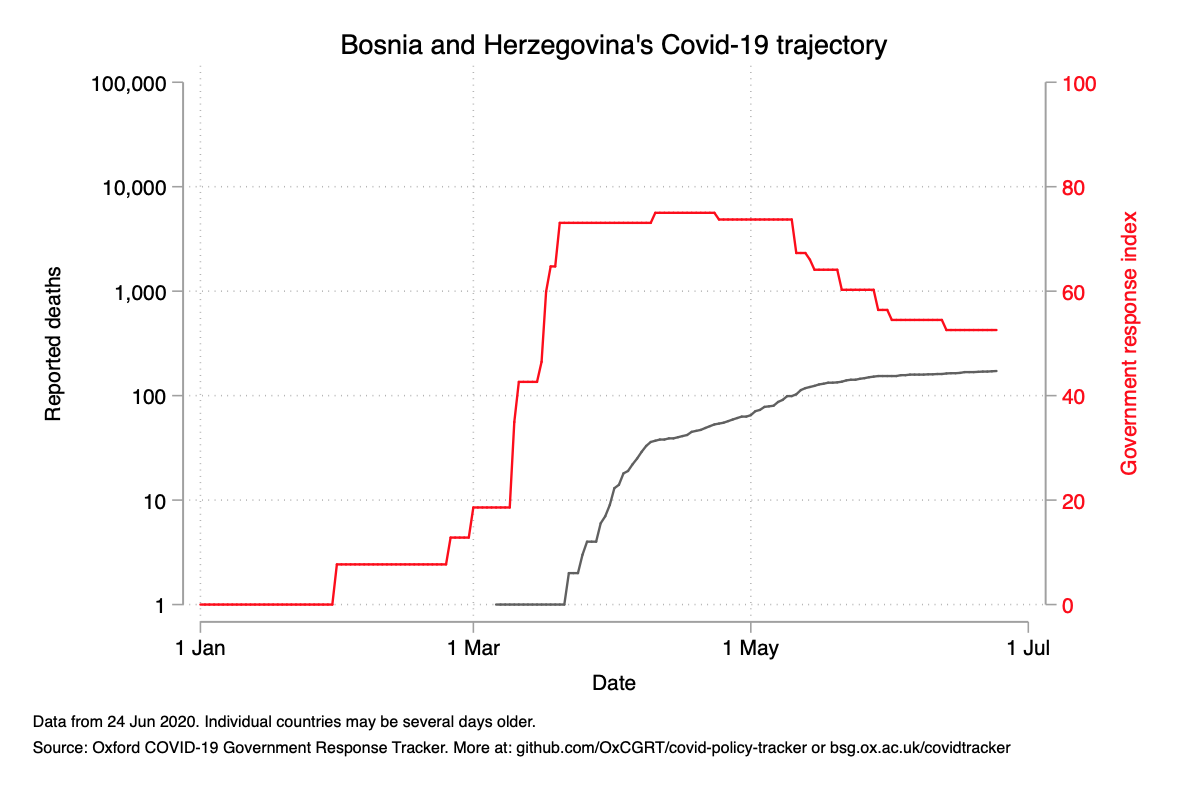 Bosnia and Herzegovina's Covid-19 trajectory
100,000
10,000
1,000
100
10
1
Reported deaths
100
80
60
40
20
0
Government response index
1 Jan
1 Mar
1 May
1 Jul
Date
Data from 24 Jun 2020. Individual countries may be several days older.
Source: Oxford COVID-19 Government Response Tracker. More at: github.com/OxCGRT/covid-policy-tracker or bsg.ox.ac.uk/covidtracker